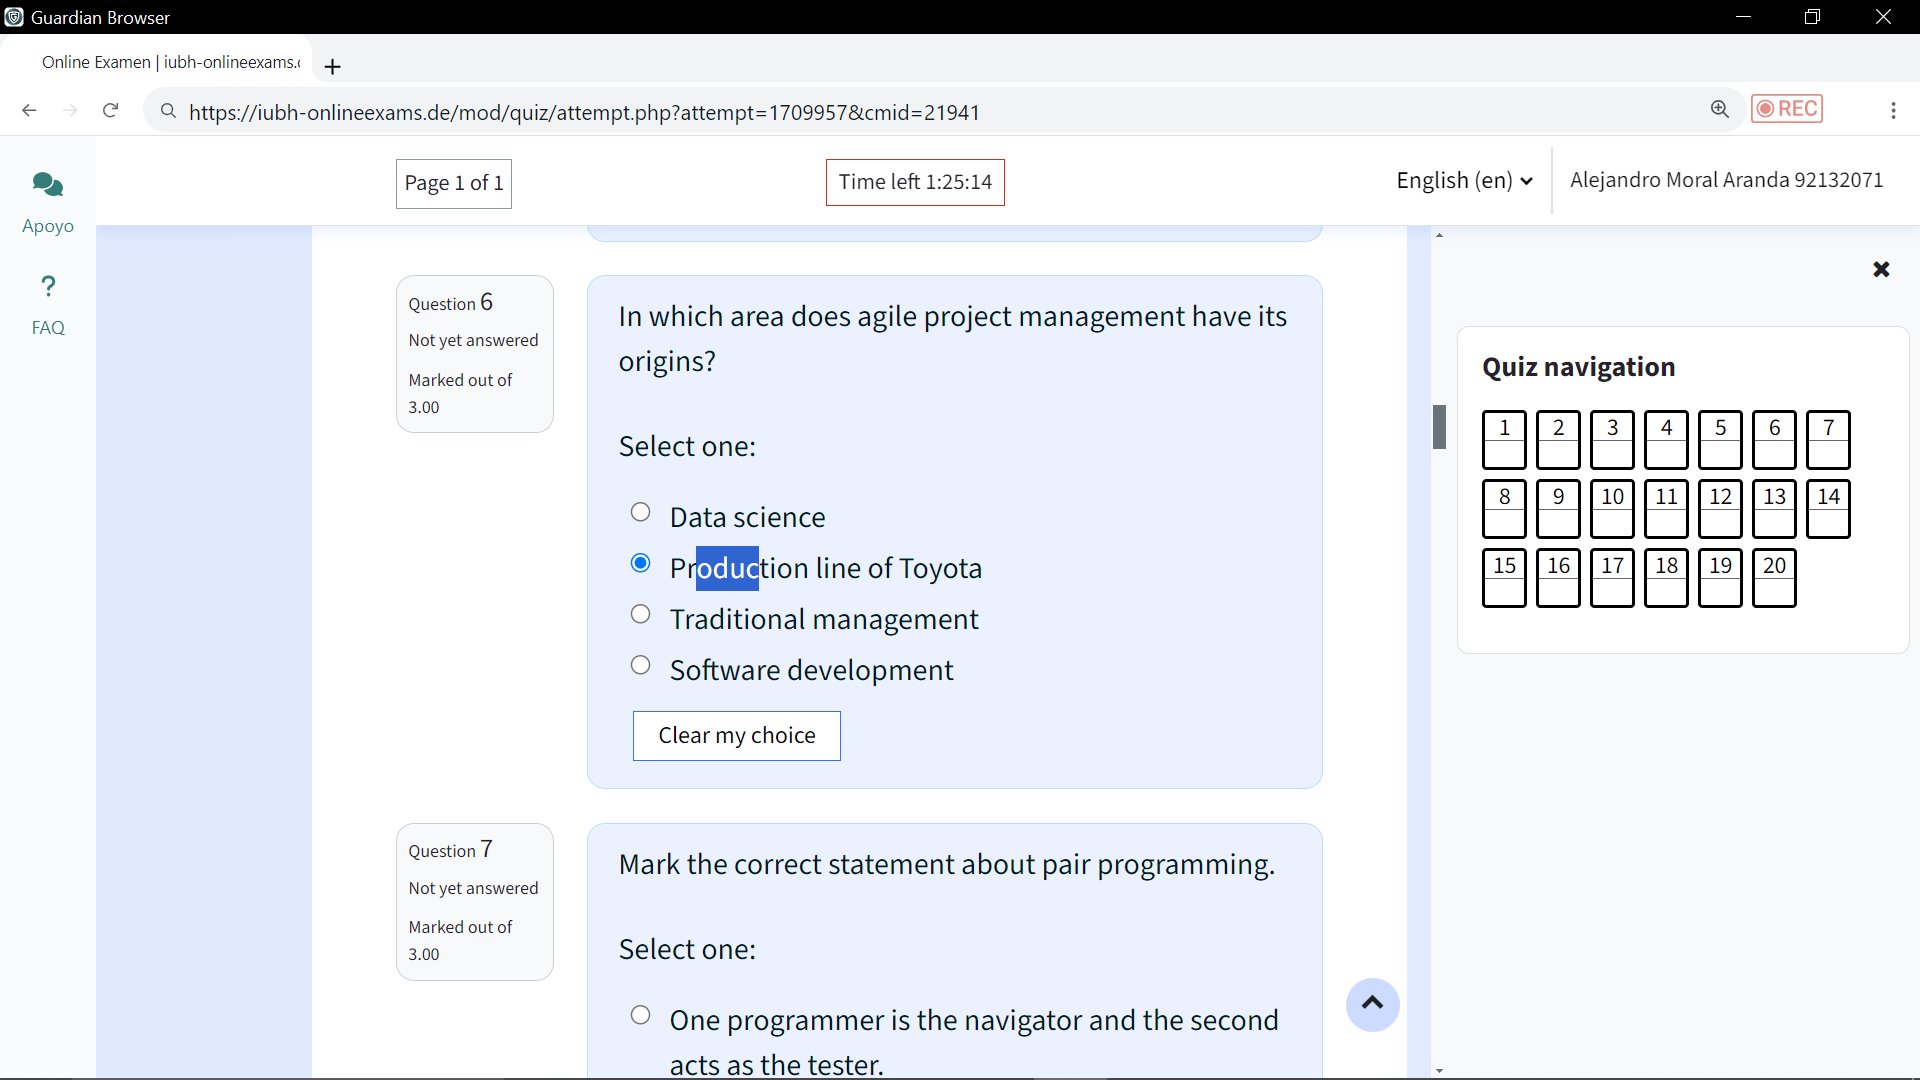 Guardian Browser
Online Examen | iubh-onlineexams.
https://iubh-onlineexams.de/mod/quiz/attempt.php?attempt=1709957&cmid=21941
REC
Apoyo
?
FAQ
Page 1 of 1
Time left 1:25:14
English (en)
Alejandro Moral Aranda 92132071
Question 6
Not yet answered
Marked out of
3.00
In which area does agile project management have its
origins?
Select one:
Data science
Production line of Toyota
Traditional management
Software development
Clear my choice
Question 7
Not yet answered
Marked out of
3.00
Mark the correct statement about pair programming.
Select one:
One programmer is the navigator and the second
acts as the tester.
Quiz navigation
1 2 3 4 5 6 7
8 9 10 11 12 13 14
15 16 17 18 19 20